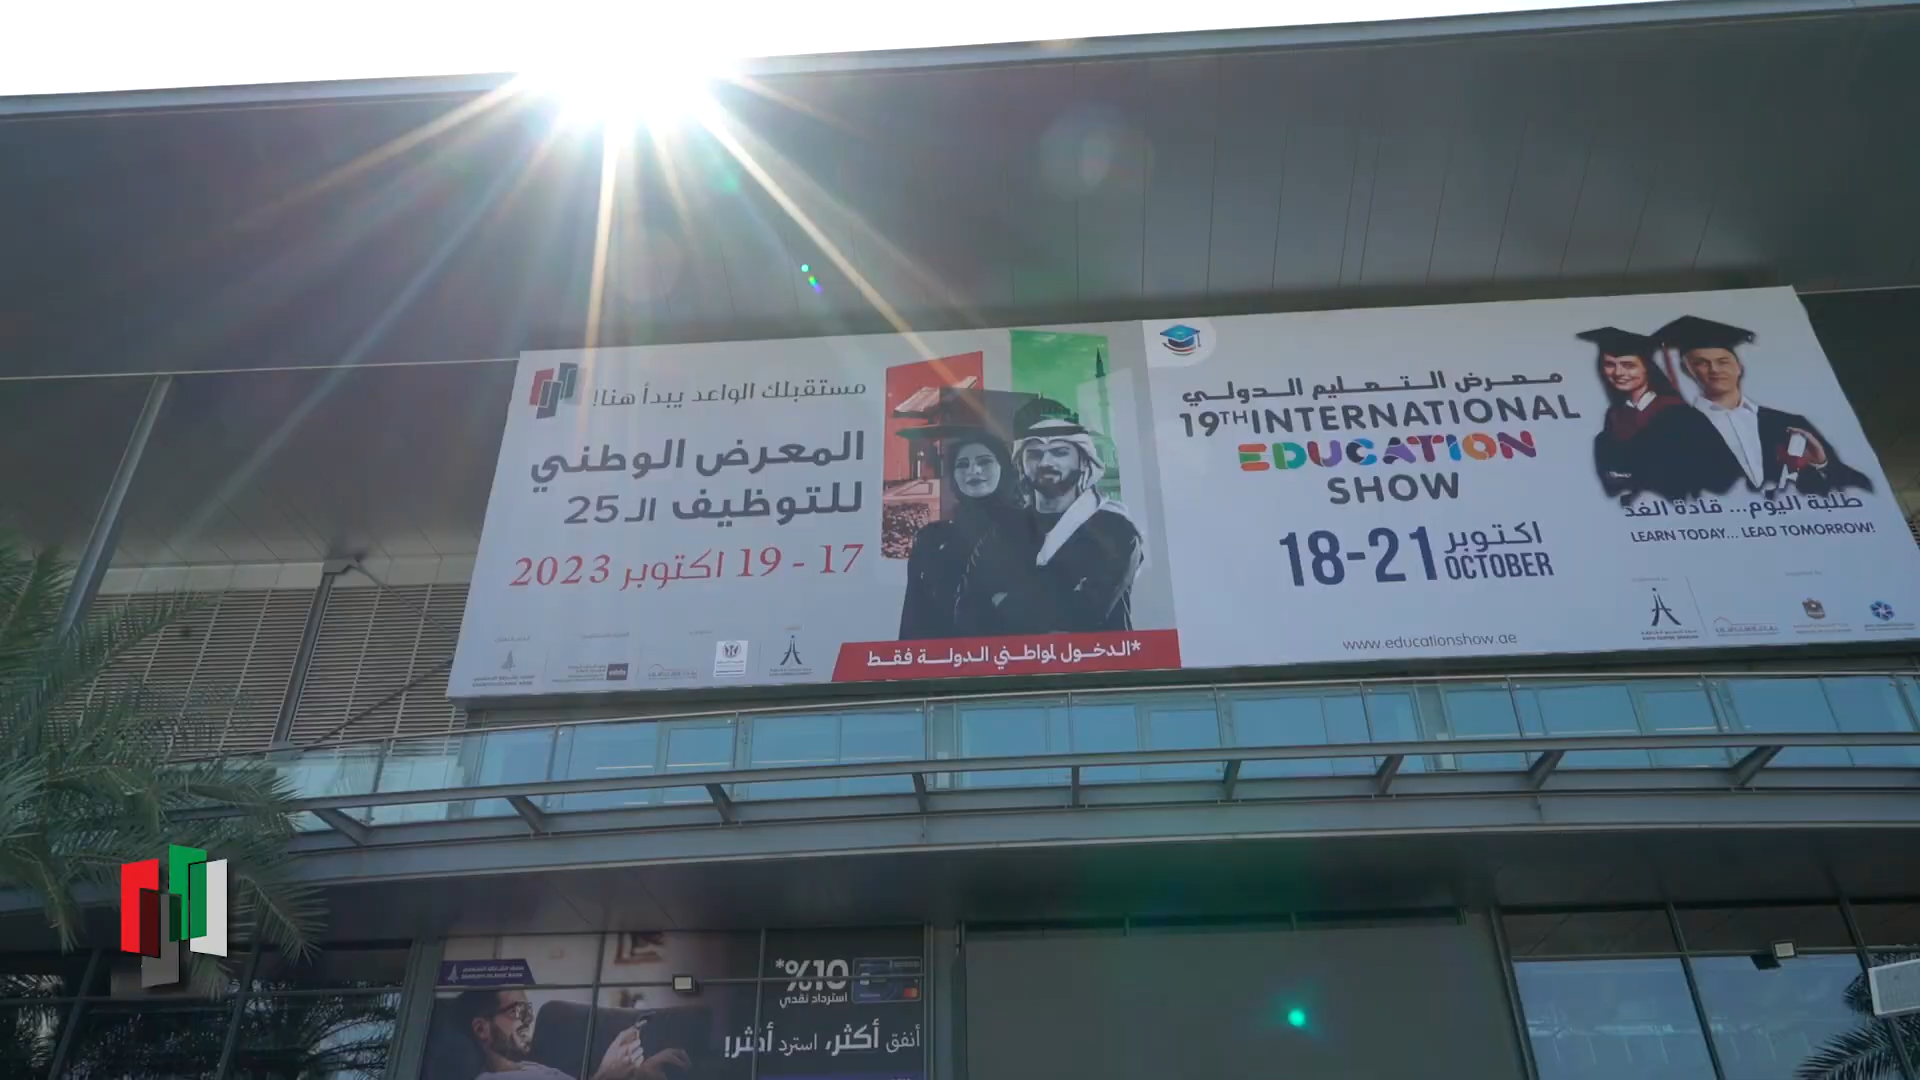 مستقبلك الواعد يبدأ هنا!
المعرض الوطني
للتوظيف الـ 25
17 - 19 اكتوبر 2023
*الدخول لمواطني الدولة فقط
معرض التعليم الدولي
19TH INTERNATIONAL
EDUCATION
SHOW
18-21 اكتوبر
OCTOBER
www.educationshow.ae
طلبة اليوم... قادة الغد
LEARN TODAY... LEAD TOMORROW!
%10*
استرداد نقدي
أنفق أكثر، استرد أكثر!